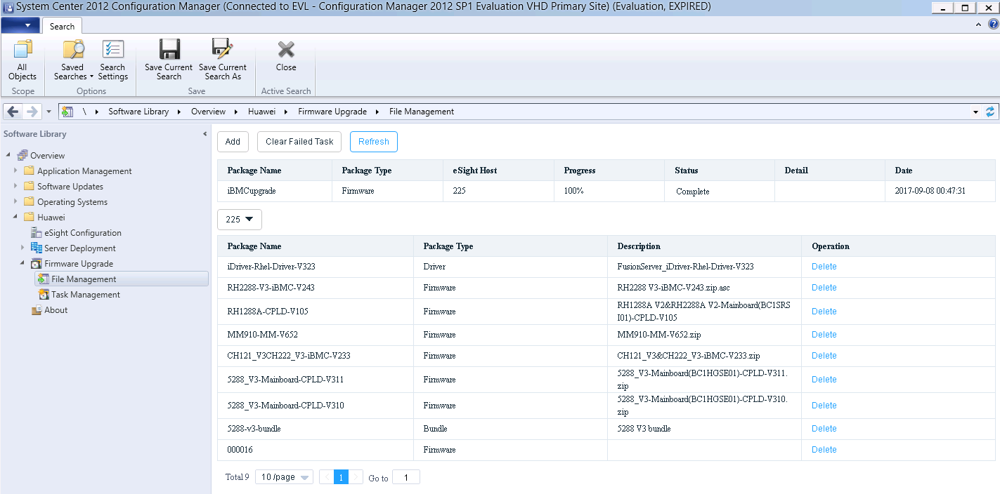 System Center 2012 Configuration Manager (Connected to EVL - Configuration Manager 2012 SP1 Evaluation VHD Primary Site) (Evaluation, EXPIRED)
Search
All Objects
Saved Searches
Search Settings
Save Current Search
Save Current Search As
Close
Scope
Options
Save
Active Search
\ Software Library Overview Huawei Firmware Upgrade File Management
Software Library
Overview
Application Management
Software Updates
Operating Systems
Huawei
eSight Configuration
Server Deployment
Firmware Upgrade
File Management
Task Management
About
Add Clear Failed Task Refresh
Package Name Package Type eSight Host Progress Status Detail Date
iBMCupgrade Firmware 225 100% Complete 2017-09-08 00:47:31
225
Package Name Package Type Description Operation
iDriver-Rhel-Driver-V323 Driver FusionServer_iDriver-Rhel-Driver-V323 Delete
RH2288-V3-iBMC-V243 Firmware RH2288 V3-iBMC-V243.zip.asc Delete
RH1288A-CPLD-V105 Firmware RH1288A V2&RH2288A V2-Mainboard(BC1SRS
I01)-CPLD-V105 Delete
MM910-MM-V652 Firmware MM910-MM-V652.zip Delete
CH121_V3CH222_V3-iBMC-V233 Firmware CH121_V3&CH222_V3-iBMC-V233.zip Delete
5288_V3-Mainboard-CPLD-V311 Firmware 5288_V3-Mainboard(BC1HGSE01)-CPLD-V311.
zip Delete
5288_V3-Mainboard-CPLD-V310 Firmware 5288_V3-Mainboard(BC1HGSE01)-CPLD-V310.
zip Delete
5288-v3-bundle Bundle 5288 V3 bundle Delete
000016 Firmware Delete
Total 9 10 /page 1 Go to 1